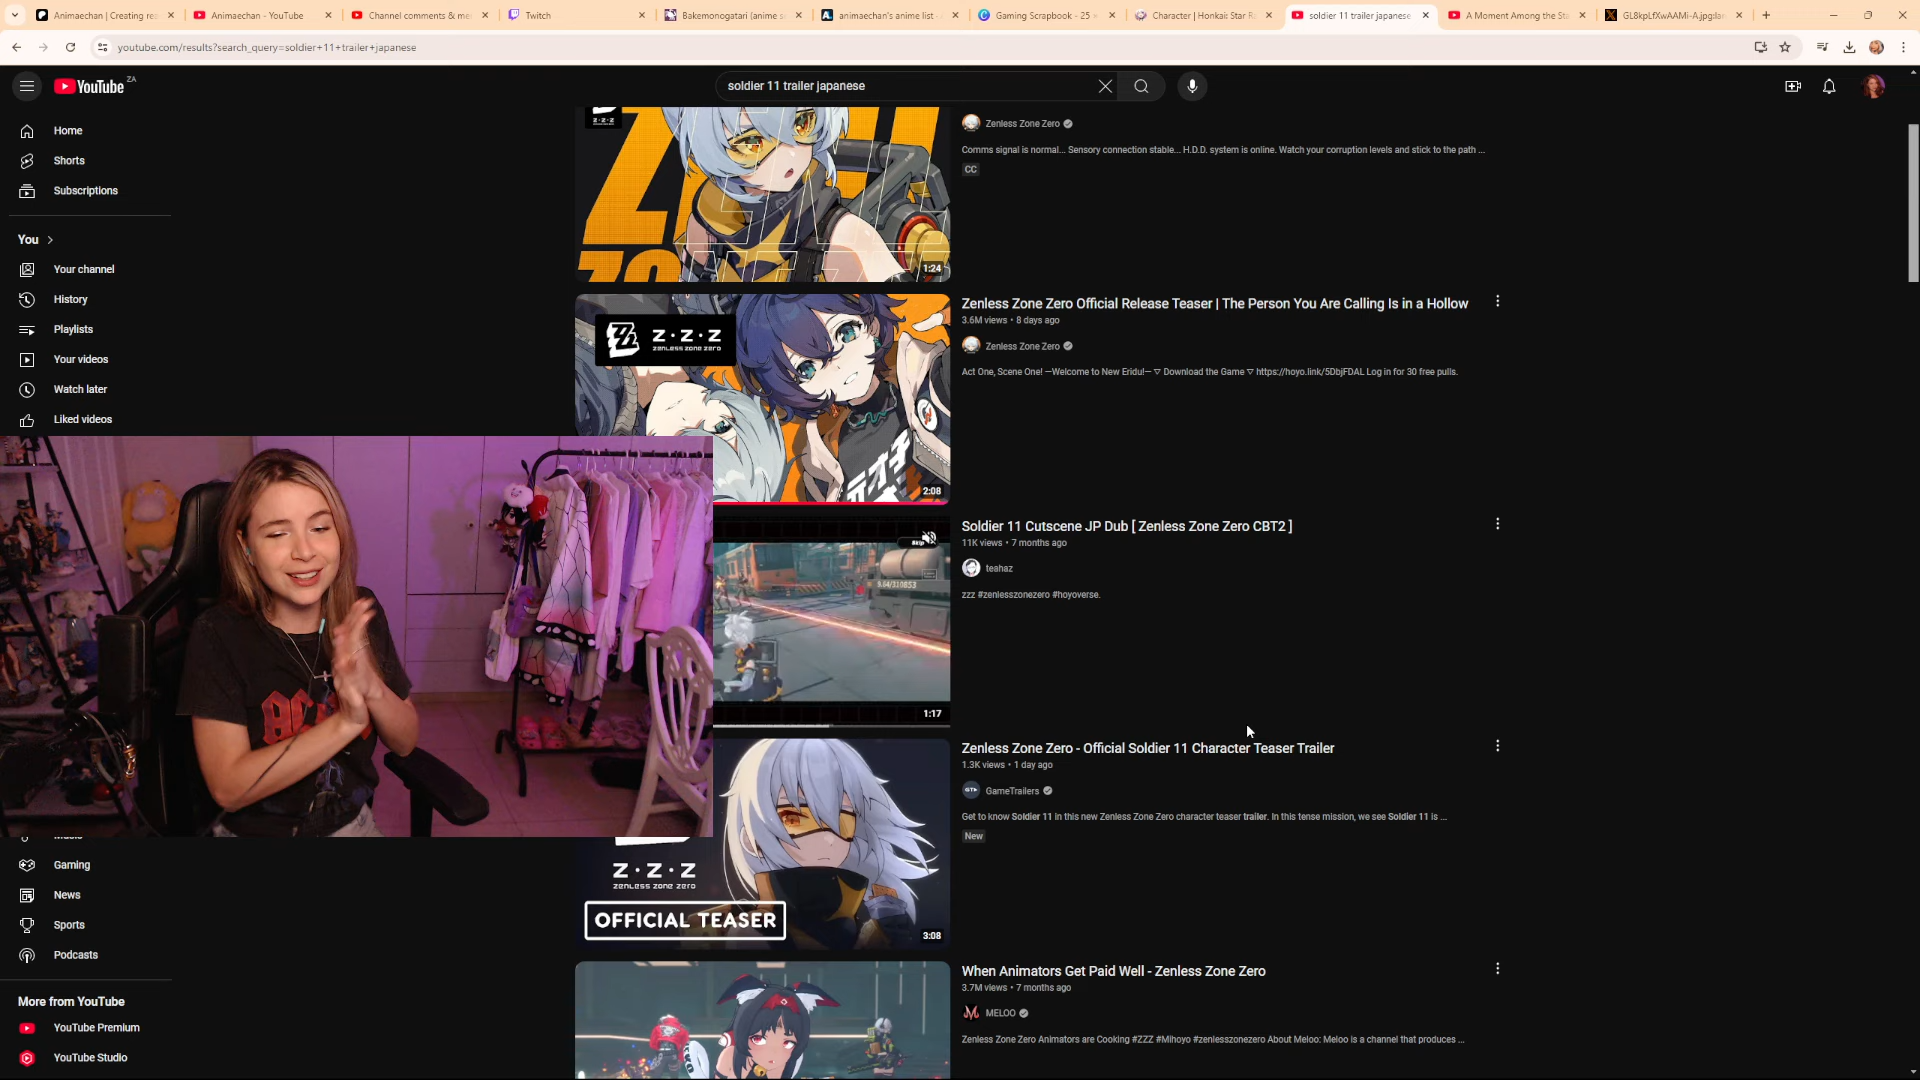 Animaechan | Creating res
Animaechan - YouTube
Channel comments & me
Twitch
Bakemonogatari (anime s
animaechan's anime list -
Gaming Scrapbook - 25 ×
Character | Honkai: Star R
soldier 11 trailer japanese
A Moment Among the Sta
GL8kpLfXwAAMi-A.jpg:lar
youtube.com/results?search_query=soldier+11+trailer+japanese
YouTube ZA
soldier 11 trailer japanese
Home
Shorts
Subscriptions
You
Your channel
History
Playlists
Your videos
Watch later
Liked videos
Gaming
News
Sports
Podcasts
More from YouTube
YouTube Premium
YouTube Studio
Z·Z·Z
1:24
Zenless Zone Zero
Comms signal is normal... Sensory connection stable... H.D.D. system is online. Watch your corruption levels and stick to the path ...
CC
Z·Z·Z
ZENLESS ZONE ZERO
2:08
Zenless Zone Zero Official Release Teaser | The Person You Are Calling Is in a Hollow
3.6M views • 8 days ago
Zenless Zone Zero
Act One, Scene One! —Welcome to New Eridu!— ▽ Download the Game ▽ https://hoyo.link/5DbjFDAL Log in for 30 free pulls.
Skip
1:17
Soldier 11 Cutscene JP Dub [ Zenless Zone Zero CBT2 ]
11K views • 7 months ago
teahaz
zzz #zenlesszonezero #hoyoverse.
Z·Z·Z
ZENLESS ZONE ZERO
OFFICIAL TEASER
3:08
Zenless Zone Zero - Official Soldier 11 Character Teaser Trailer
1.3K views • 1 day ago
GameTrailers
Get to know Soldier 11 in this new Zenless Zone Zero character teaser trailer. In this tense mission, we see Soldier 11 is ...
New
When Animators Get Paid Well - Zenless Zone Zero
3.7M views • 7 months ago
MELOO
Zenless Zone Zero Animators are Cooking #ZZZ #Mihoyo #zenlesszonezero About Meloo: Meloo is a channel that produces ...